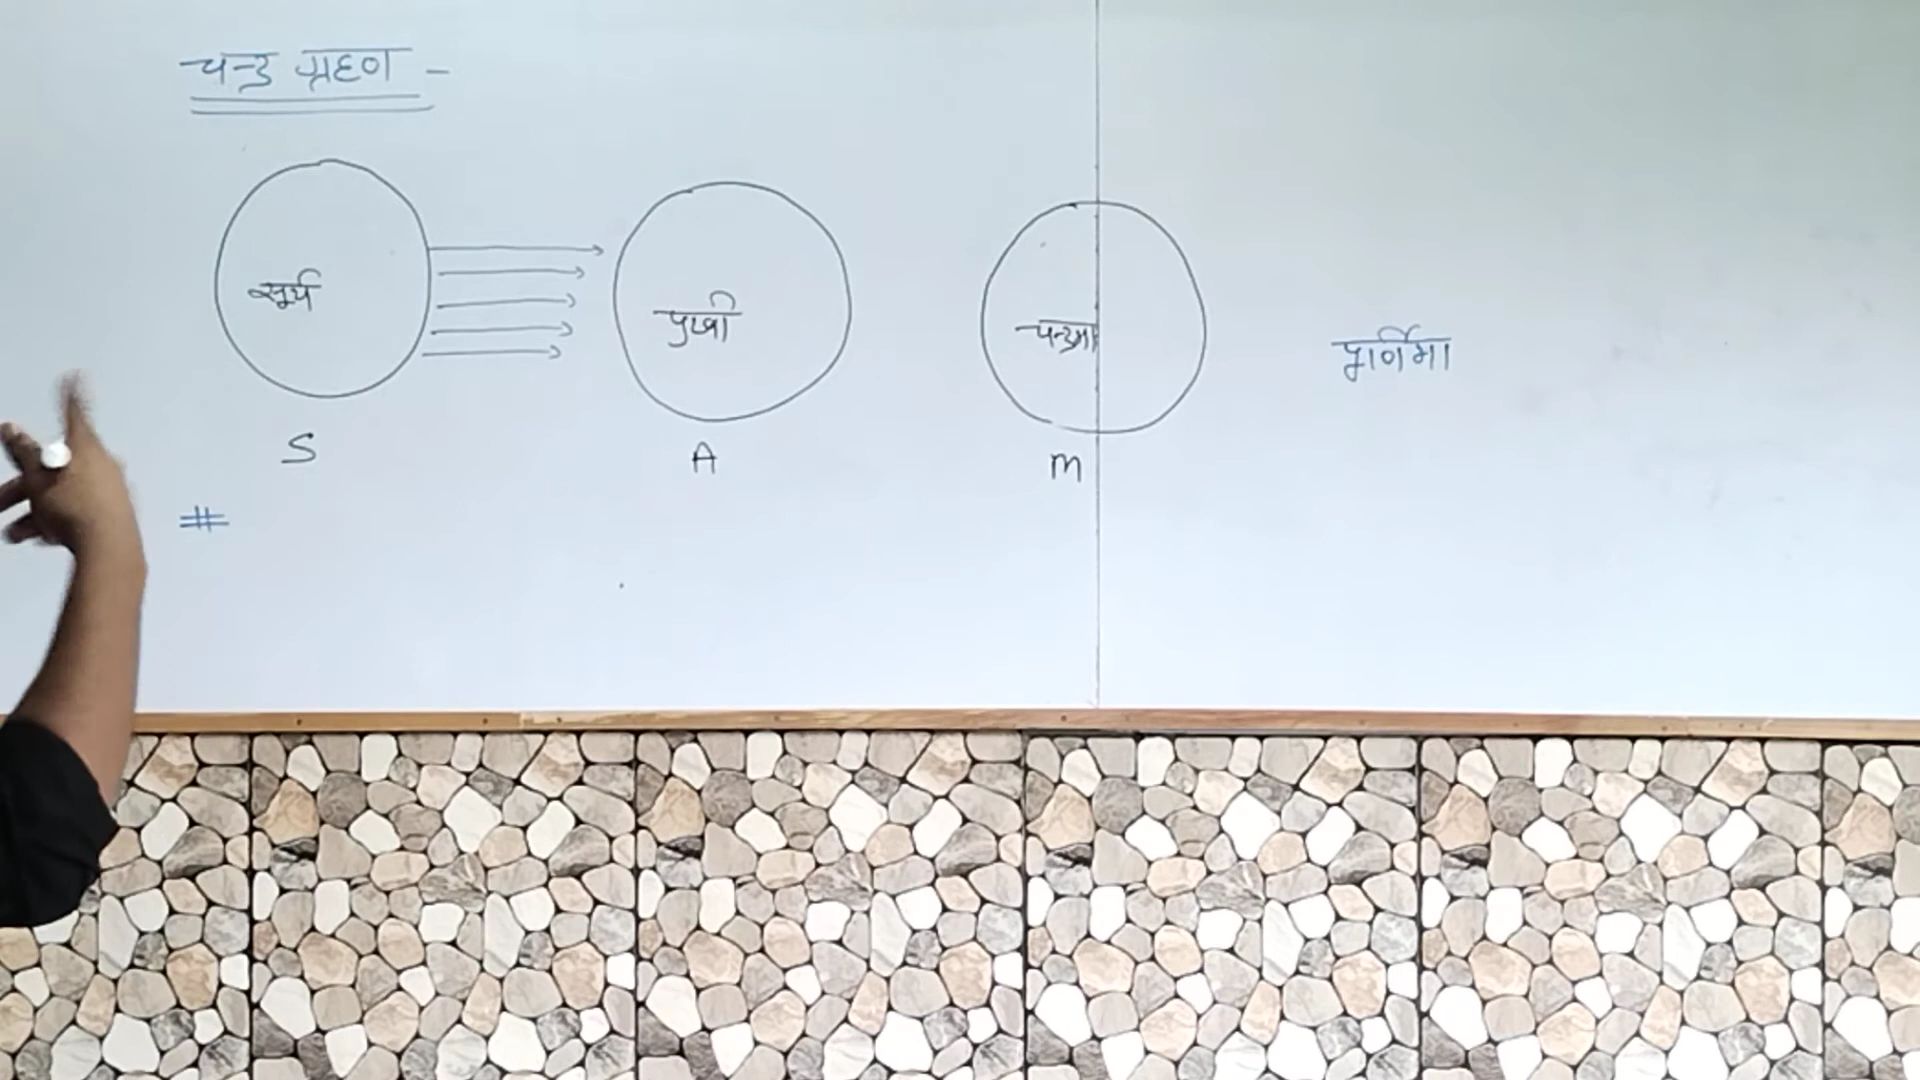 चन्द्र ग्रहण -
सूर्य
पृथ्वी
चन्द्रमा
पूर्णिमा
S
A
M
#